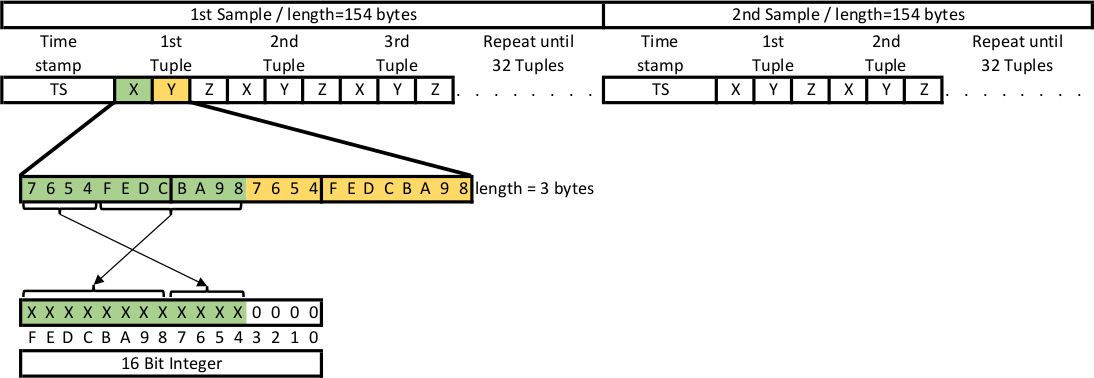 1st Sample / length=154 bytes 2nd Sample / length=154 bytes
Time 1st 2nd 3rd Repeat until Time 1st 2nd Repeat until
stamp Tuple Tuple Tuple 32 Tuples stamp Tuple Tuple 32 Tuples
TS X Y Z X Y Z X Y Z . . . . . . . . TS X Y Z X Y Z . . . . . . . .
7 6 5 4 F E D C B A 9 8 7 6 5 4 F E D C B A 9 8 length = 3 bytes
X X X X X X X X X X X X 0 0 0 0
F E D C B A 9 8 7 6 5 4 3 2 1 0
16 Bit Integer